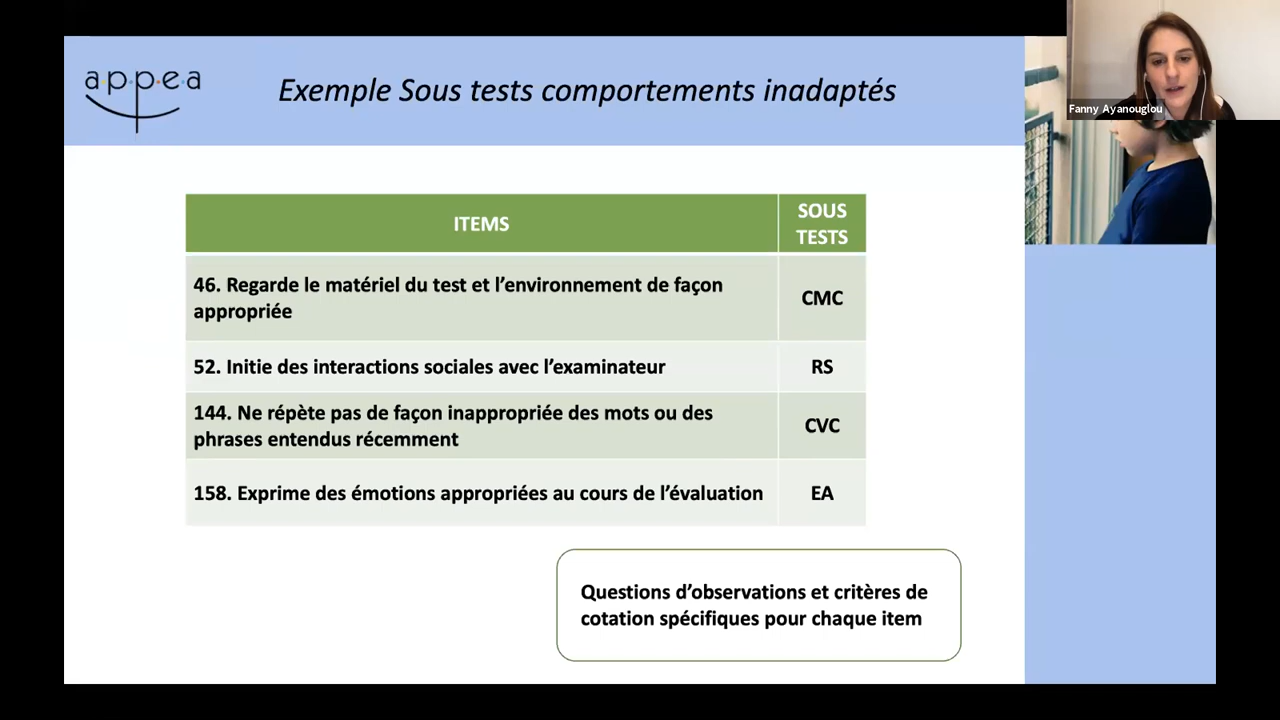 appea
Exemple Sous tests comportements inadaptés
Fanny Ayanouglou
ITEMS
SOUS
TESTS
46. Regarde le matériel du test et l’environnement de façon
appropriée
CMC
52. Initie des interactions sociales avec l’examinateur
RS
144. Ne répète pas de façon inappropriée des mots ou des
phrases entendus récemment
CVC
158. Exprime des émotions appropriées au cours de l’évaluation
EA
Questions d’observations et critères de
cotation spécifiques pour chaque item